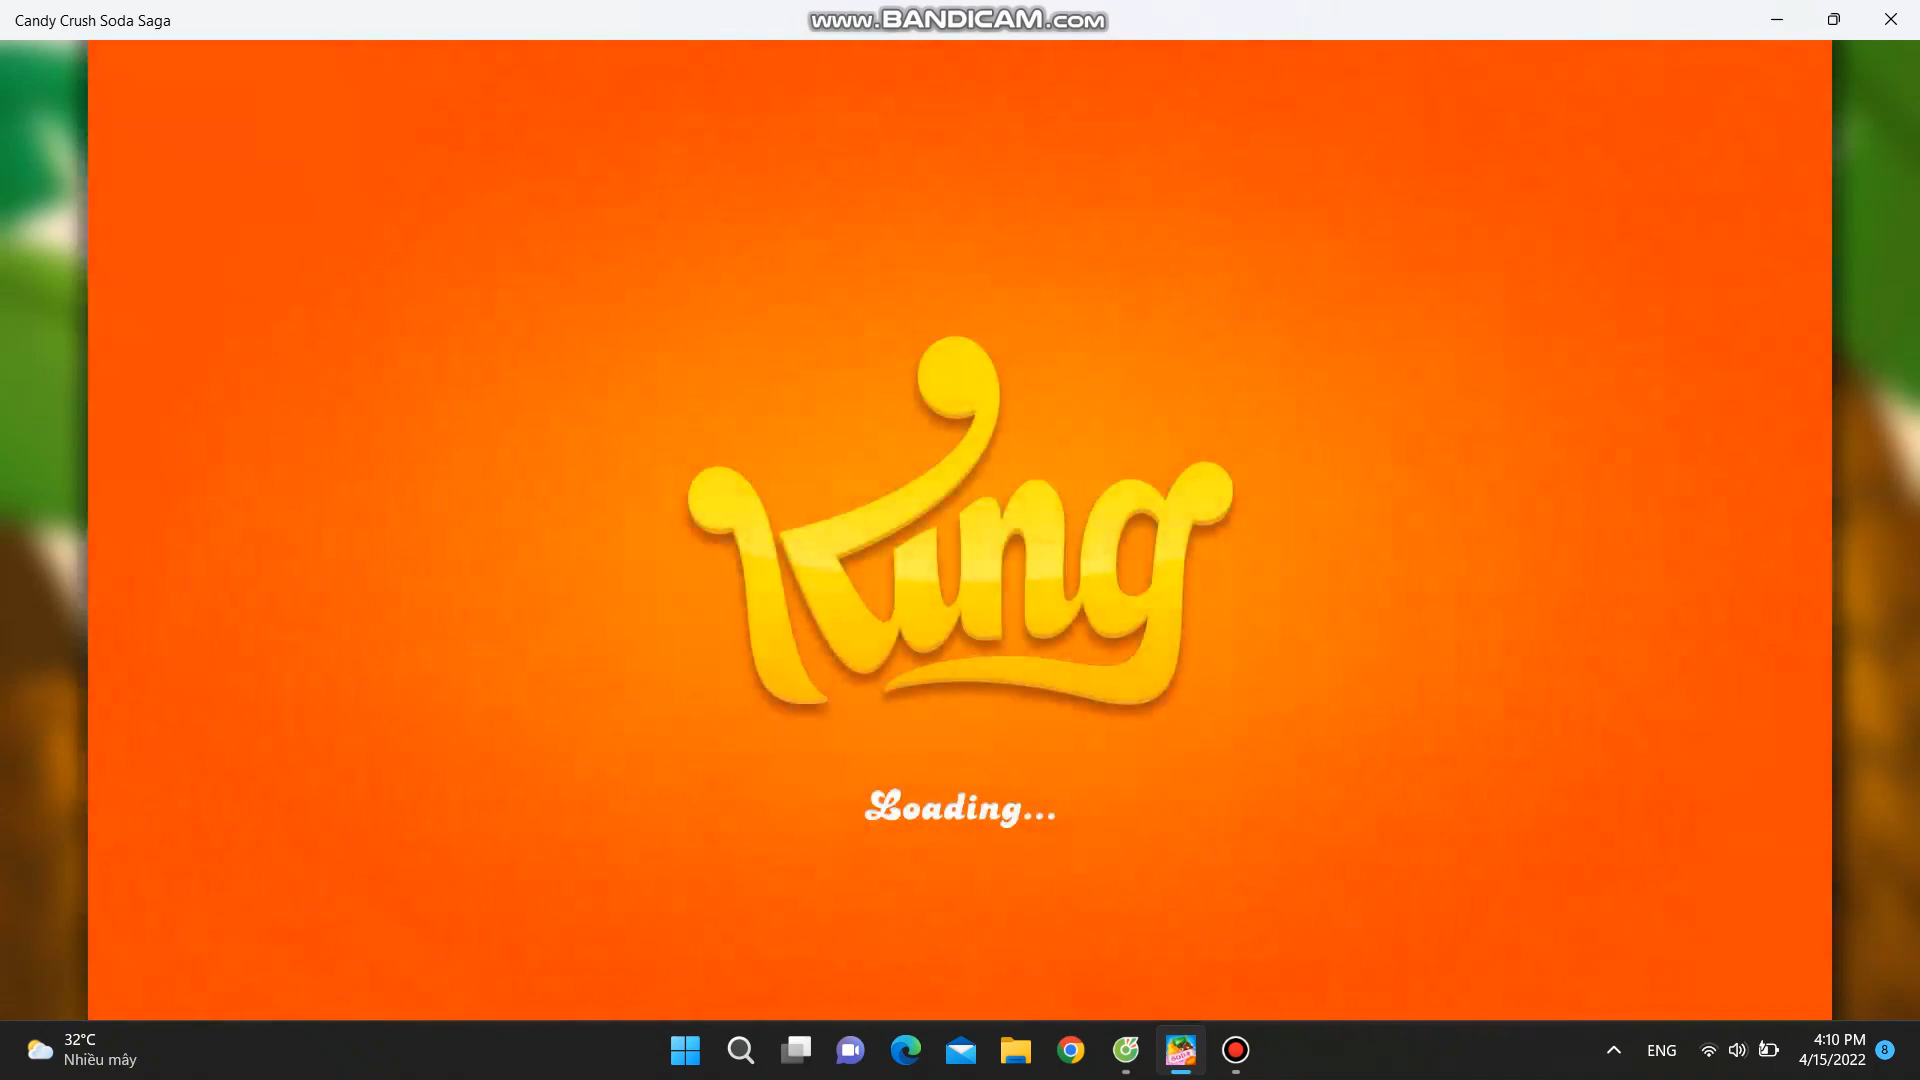 Candy Crush Soda Saga
www.BANDICAM.com
King
Loading...
32°C
Nhiều mây
SODA
ENG
4:10 PM
4/15/2022
8